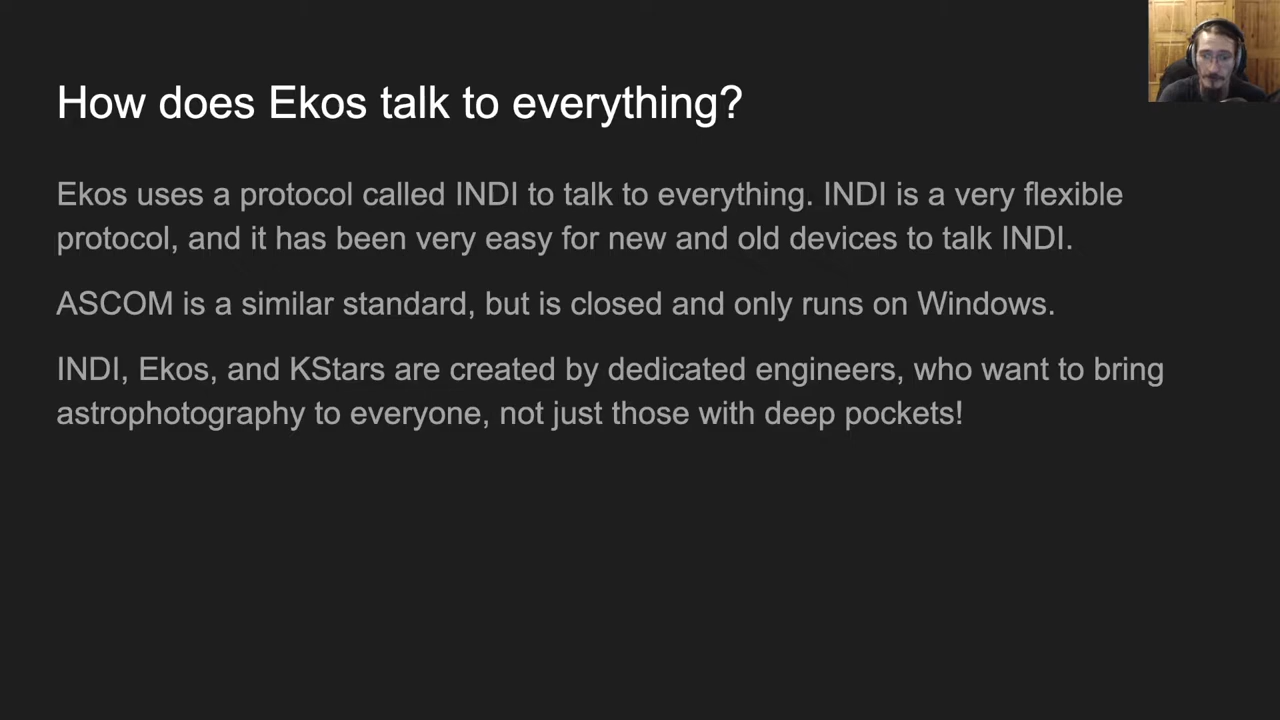 How does Ekos talk to everything?
Ekos uses a protocol called INDI to talk to everything. INDI is a very flexible
protocol, and it has been very easy for new and old devices to talk INDI.
ASCOM is a similar standard, but is closed and only runs on Windows.
INDI, Ekos, and KStars are created by dedicated engineers, who want to bring
astrophotography to everyone, not just those with deep pockets!